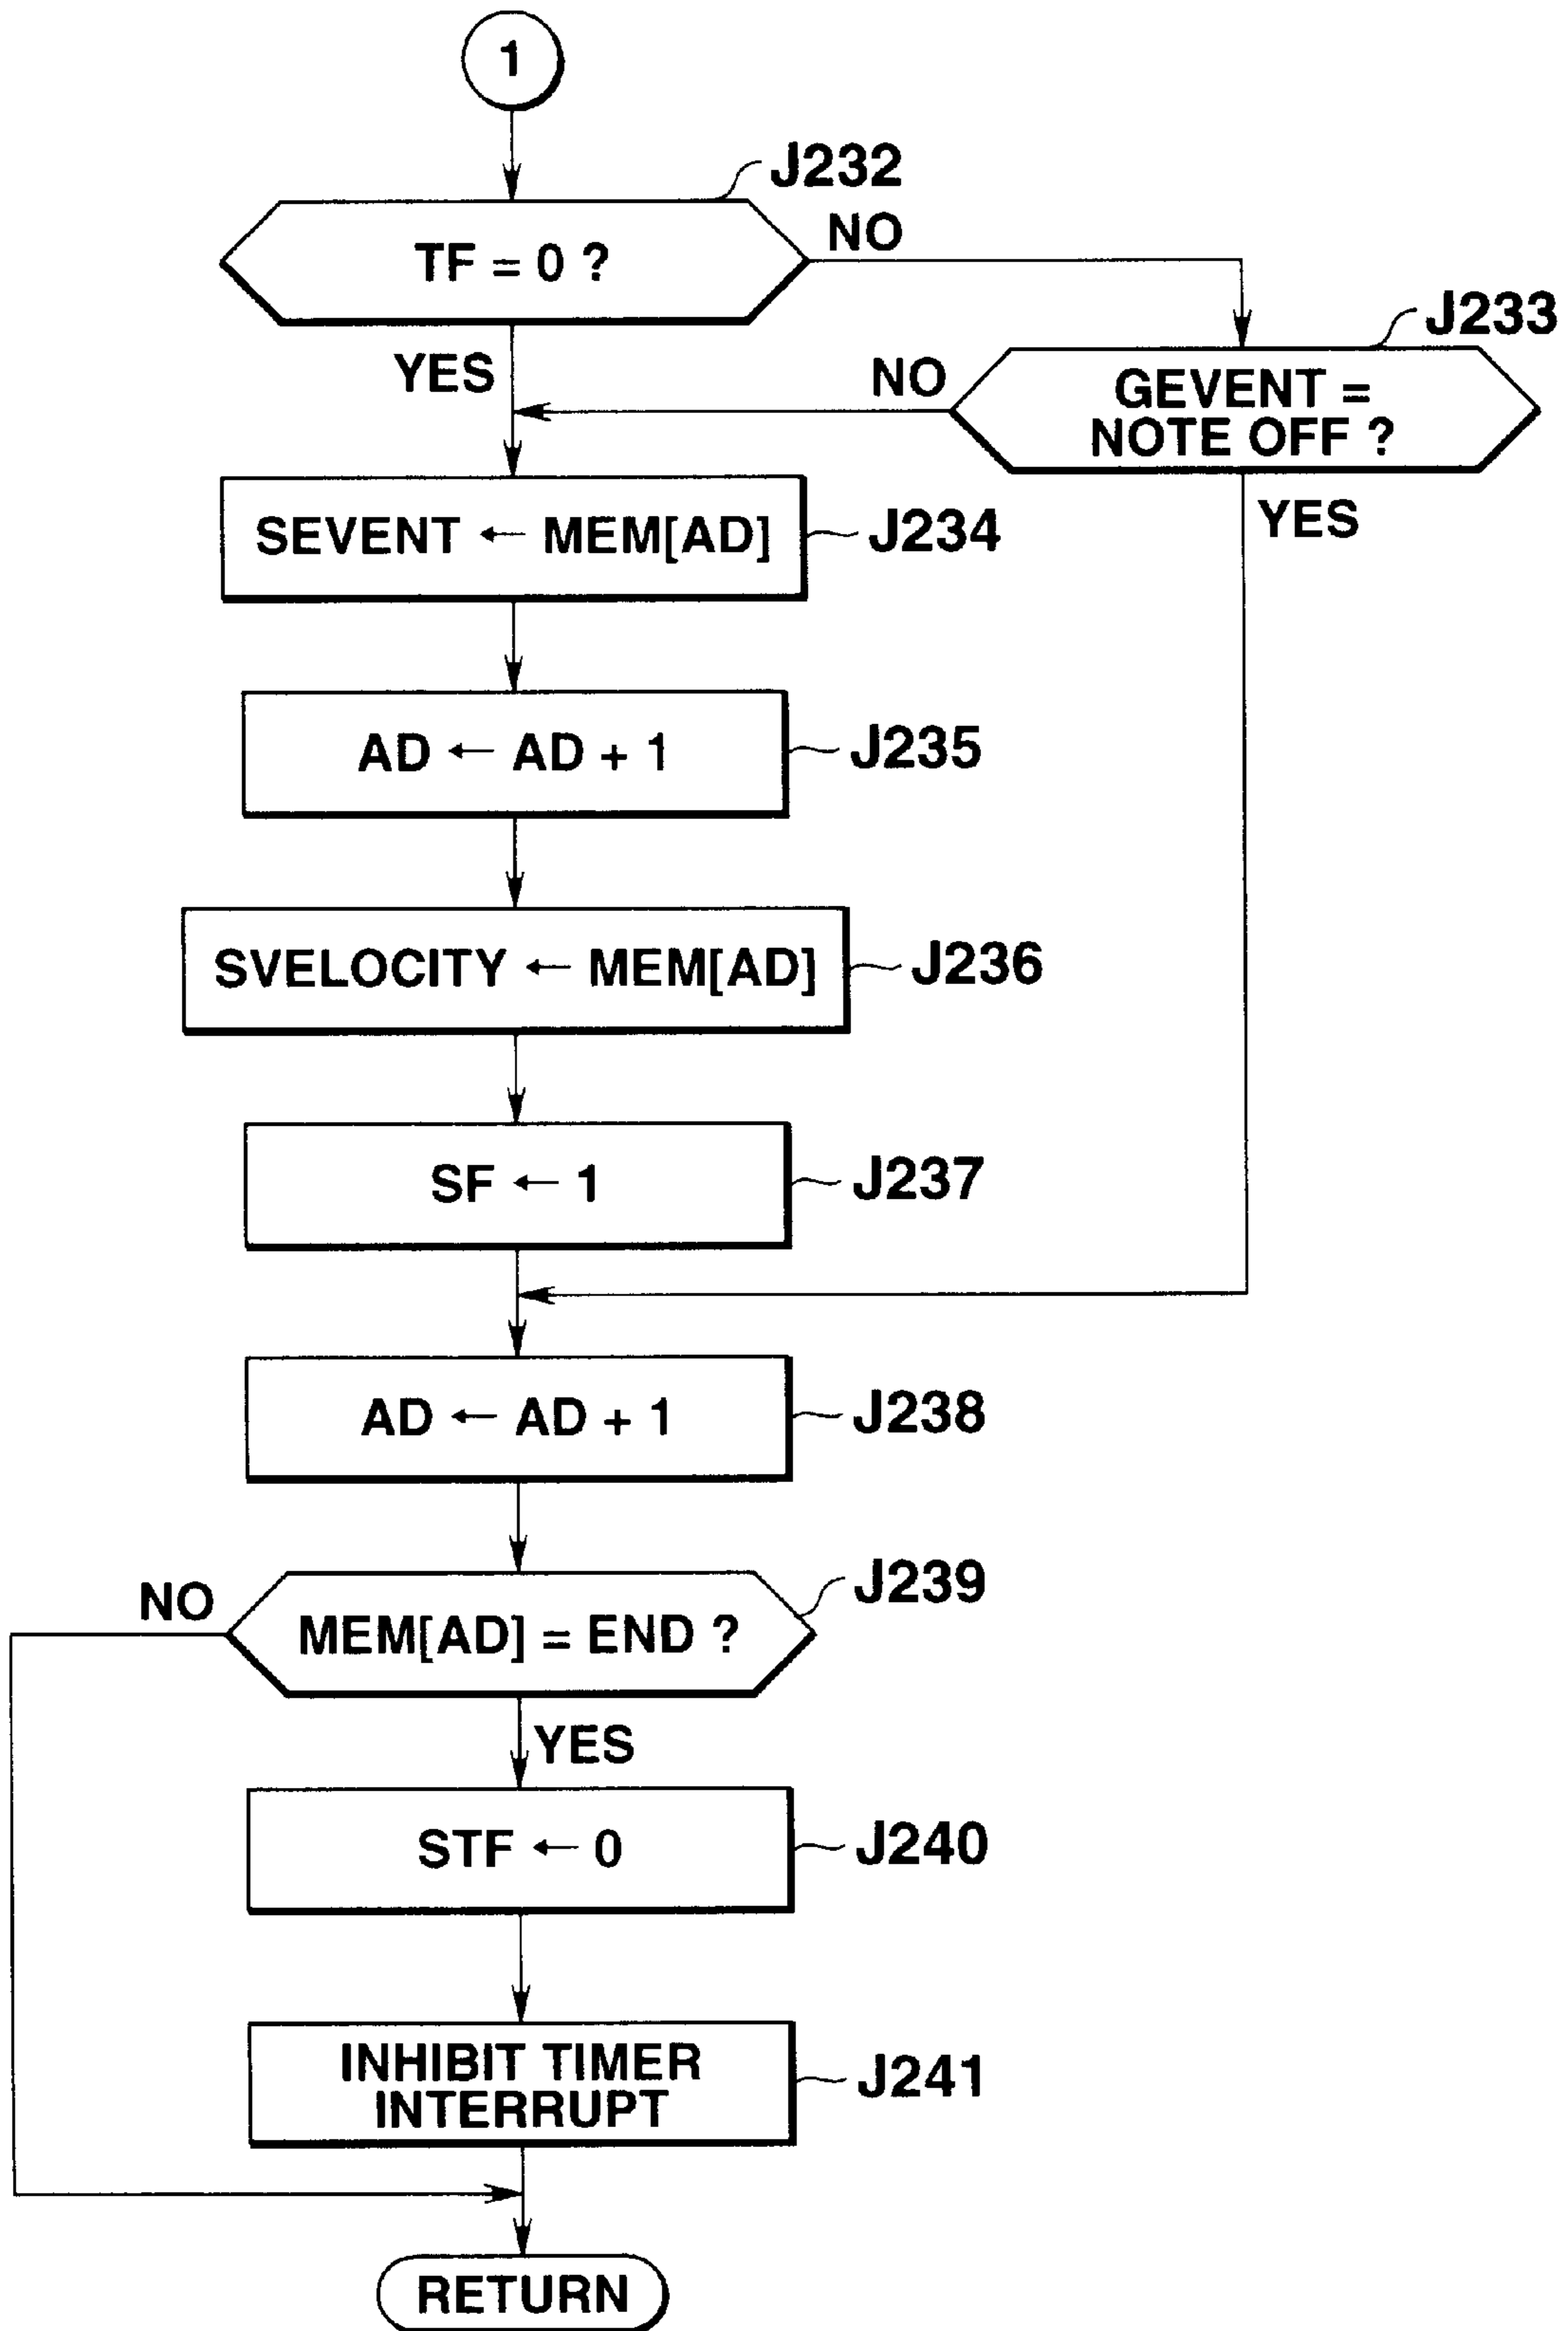 1
J232
TF = 0 ?
NO
J233
YES
NO
GEVENT =
NOTE OFF ?
YES
SEVENT ← MEM[AD]
J234
AD ← AD + 1
J235
SVELOCITY ← MEM[AD]
J236
SF ← 1
J237
AD ← AD + 1
J238
J239
NO
MEM[AD] = END ?
YES
STF ← 0
J240
INHIBIT TIMER
INTERRUPT
J241
RETURN